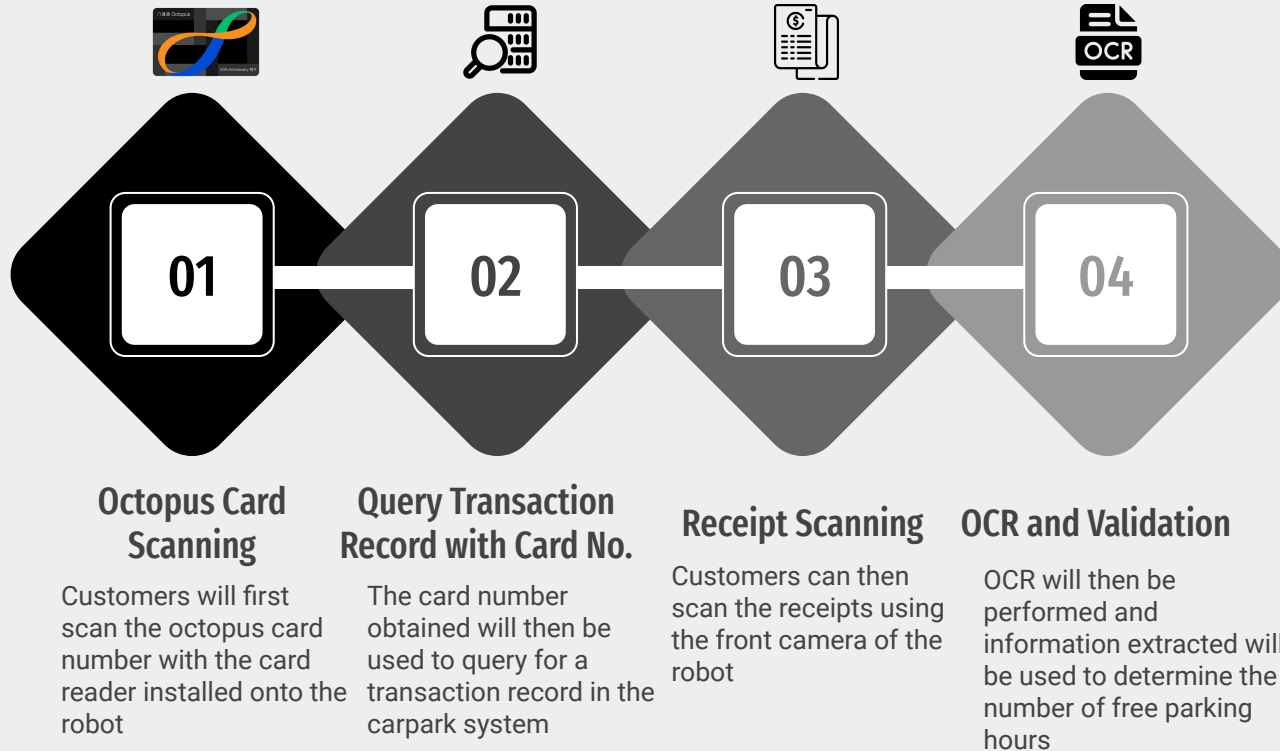 八達通 Octopus
OCR
01
02
03
04
Octopus Card
Scanning
Customers will first
scan the octopus card
number with the card
reader installed onto the
robot
Query Transaction
Record with Card No.
The card number
obtained will then be
used to query for a
transaction record in the
carpark system
Receipt Scanning
Customers can then
scan the receipts using
the front camera of the
robot
OCR and Validation
OCR will then be
performed and
information extracted will
be used to determine the
number of free parking
hours